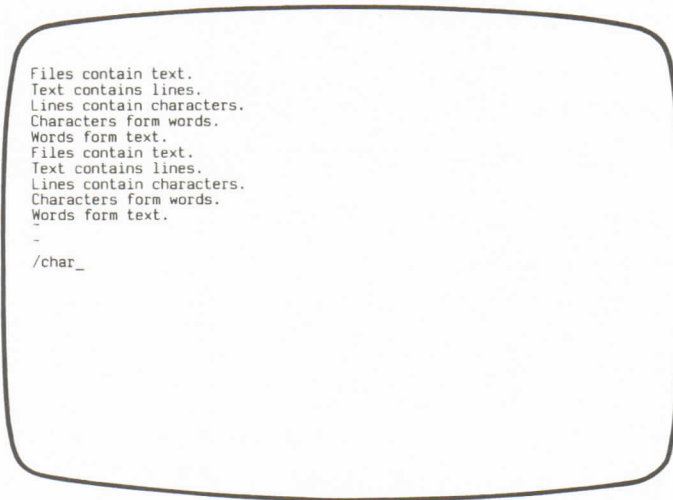 Files contain text.
Text contains lines.
Lines contain characters.
Characters form words.
Words form text.
Files contain text.
Text contains lines.
Lines contain characters.
Characters form words.
Words form text.
~
~
/char_